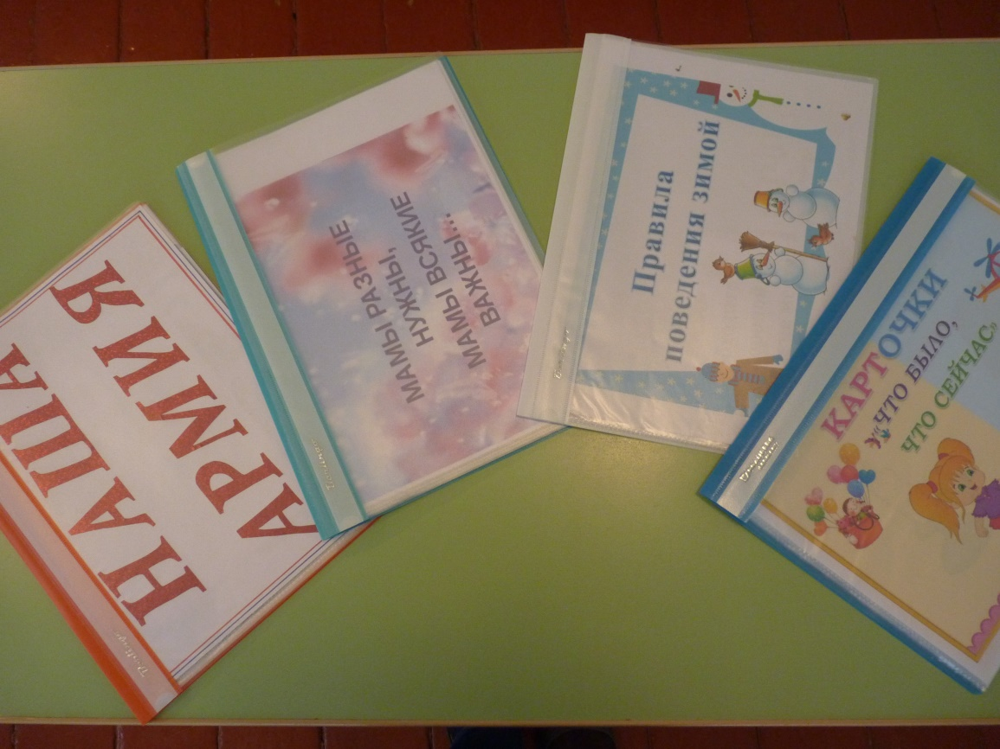 НАША
АРМИЯ
МАМЫ РАЗНЫЕ
НУЖНЫ,
МАМЫ ВСЯКИЕ
ВАЖНЫ...
Правила
поведения зимой
КАРТОЧКИ
"ЧТО БЫЛО,
ЧТО СЕЙЧАС»